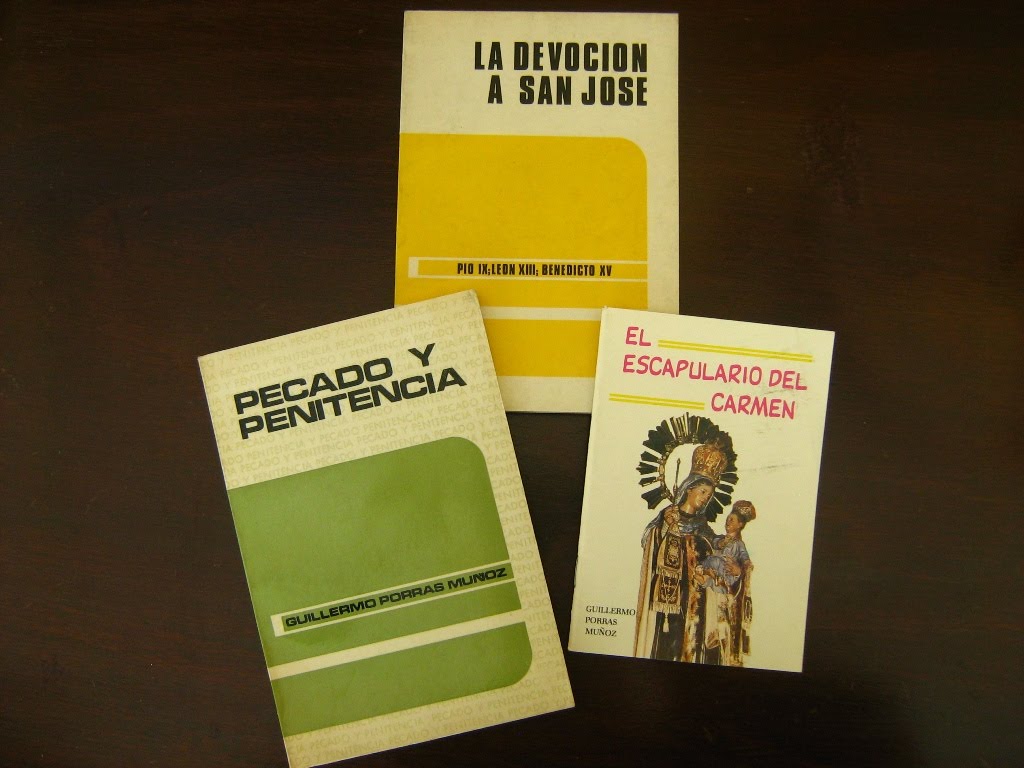 LA DEVOCION
A SAN JOSE
PIO IX; LEON XIII; BENEDICTO XV
PECADO Y
PENITENCIA
GUILLERMO PORRAS MUÑOZ
EL
ESCAPULARIO DEL
CARMEN
GUILLERMO
PORRAS
MUÑOZ